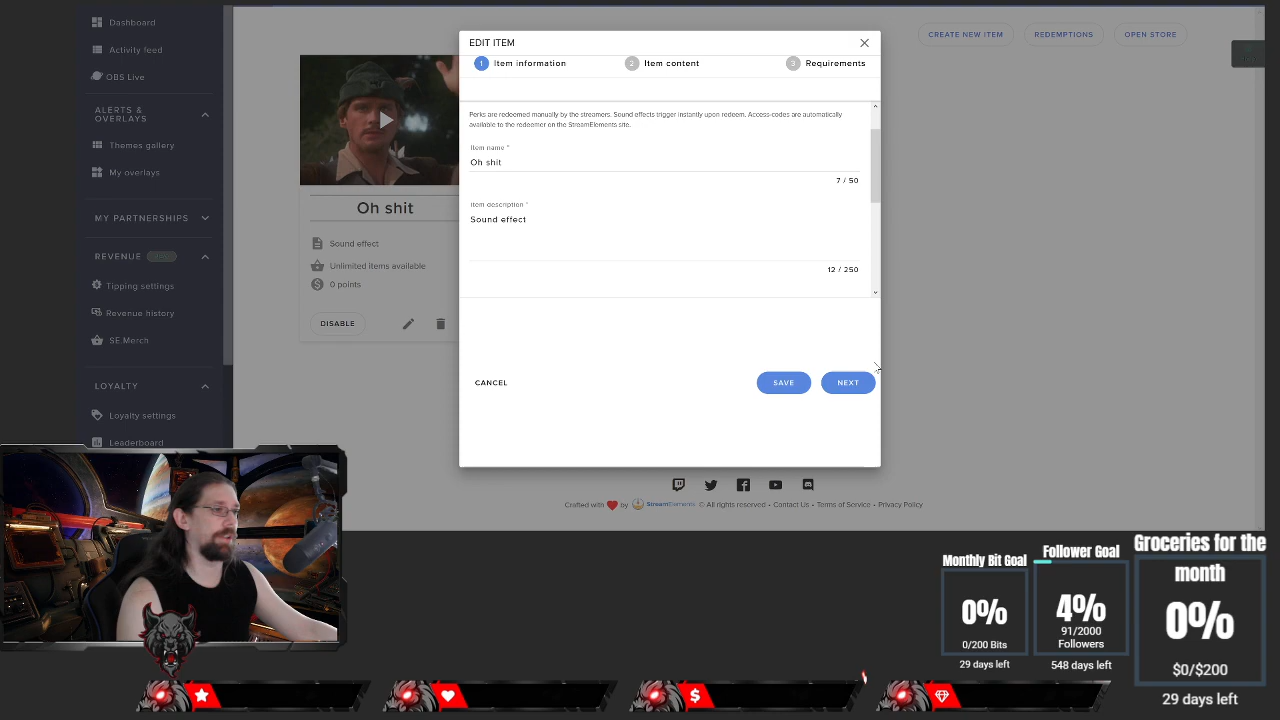 Dashboard
Activity feed
OBS Live
ALERTS &
OVERLAYS
Themes gallery
My overlays
MY PARTNERSHIPS
REVENUE
Tipping settings
Revenue history
SE.Merch
LOYALTY
Loyalty settings
Leaderboard
CREATE NEW ITEM
REDEMPTIONS
OPEN STORE
Oh shit
Sound effect
Unlimited items available
0 points
DISABLE
EDIT ITEM
1 Item information
2 Item content
3 Requirements
Perks are redeemed manually by the streamers. Sound effects trigger instantly upon redeem. Access-codes are automatically
available to the redeemer on the StreamElements site.
Item name *
Oh shit
7 / 50
Item description *
Sound effect
12 / 250
CANCEL
SAVE
NEXT
Crafted with by StreamElements © All rights reserved • Contact Us • Terms of Service • Privacy Policy
Monthly Bit Goal
0%
0/200 Bits
29 days left
Follower Goal
4%
91/2000
Followers
548 days left
Groceries for the
month
0%
$0/$200
29 days left